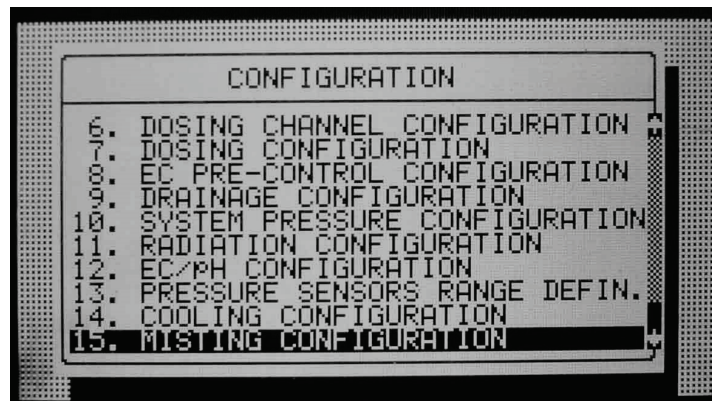 CONFIGURATION
6. DOSING CHANNEL CONFIGURATION
7. DOSING CONFIGURATION
8. EC PRE-CONTROL CONFIGURATION
9. DRAINAGE CONFIGURATION
10. SYSTEM PRESSURE CONFIGURATION
11. RADIATION CONFIGURATION
12. EC/pH CONFIGURATION
13. PRESSURE SENSORS RANGE DEFIN.
14. COOLING CONFIGURATION
15. MISTING CONFIGURATION